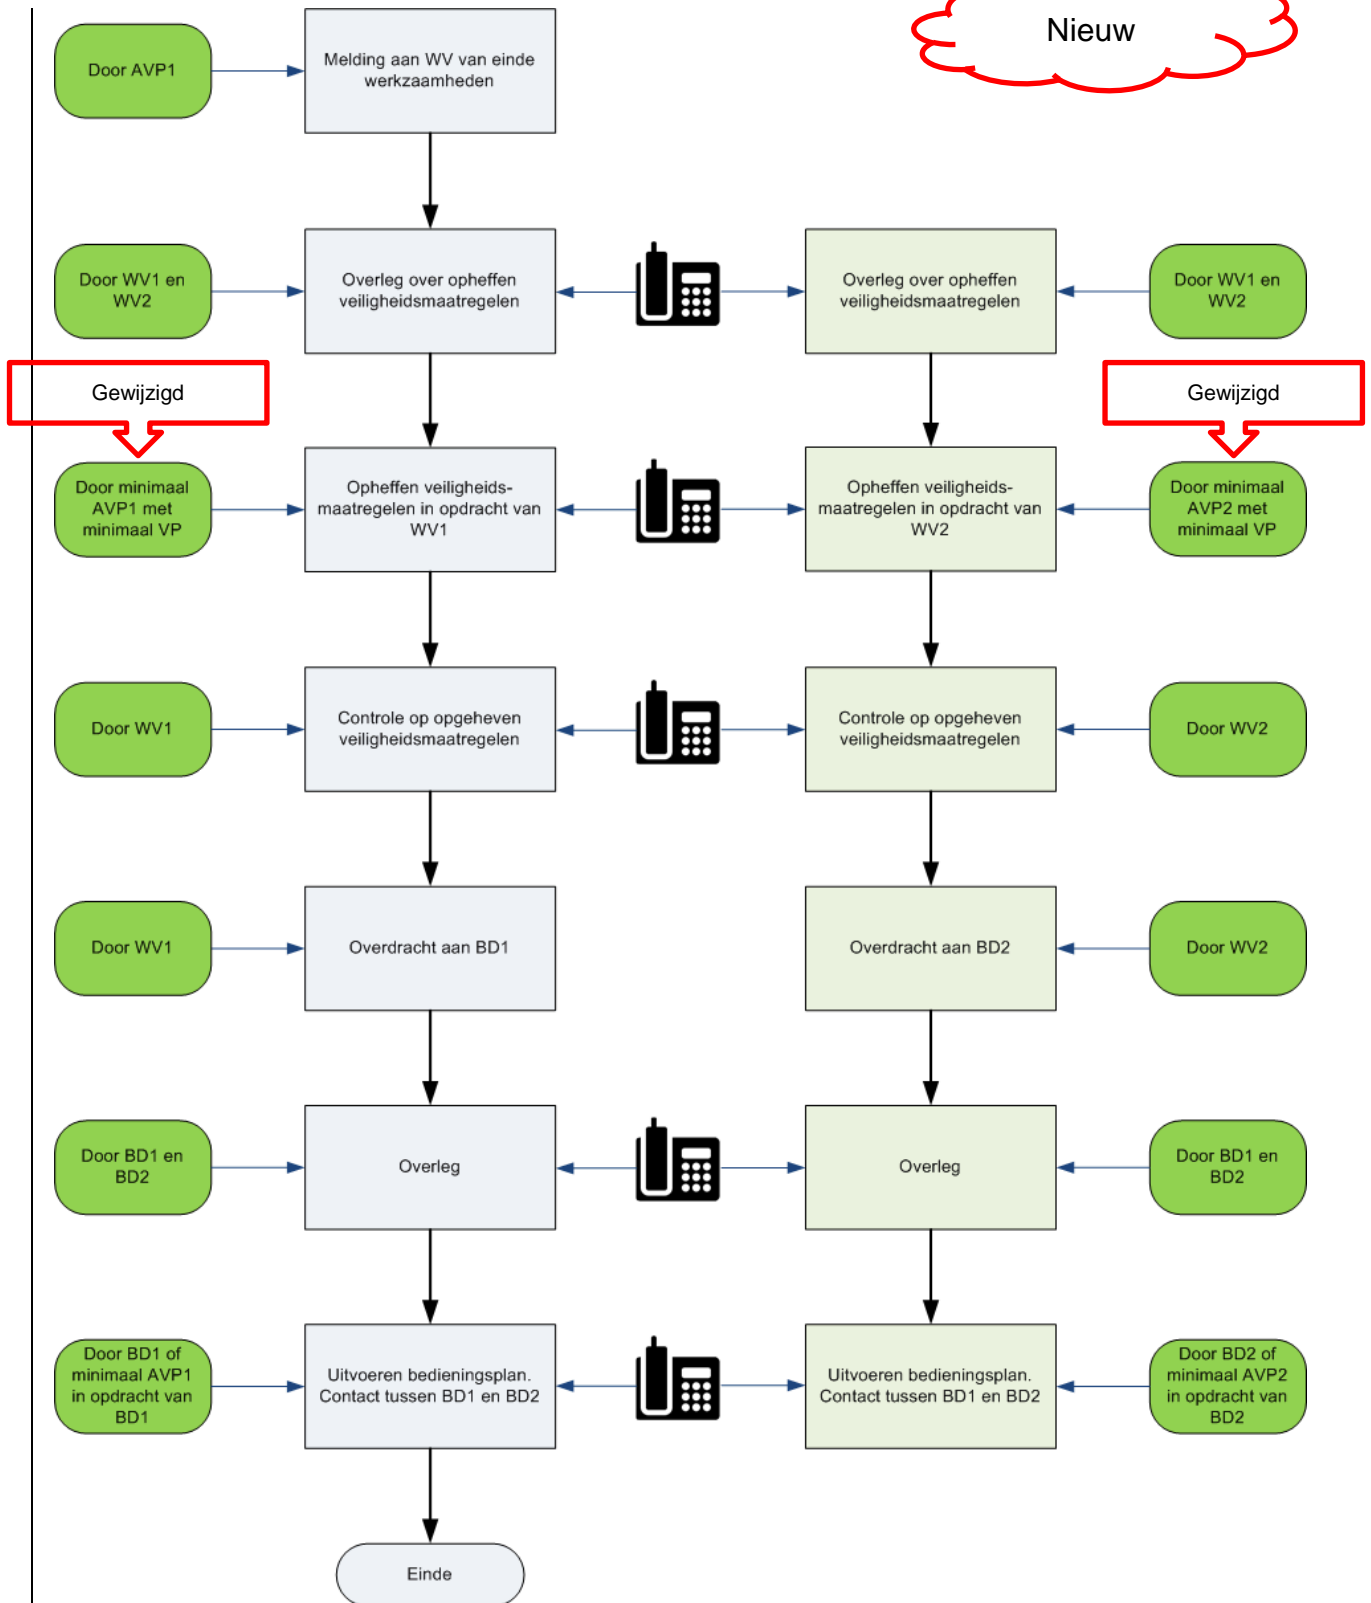 Nieuw
Door AVP1
Melding aan WV van einde
werkzaamheden
Door WV1 en
WV2
Overleg over opheffen
veiligheidsmaatregelen
Overleg over opheffen
veiligheidsmaatregelen
Door WV1 en
WV2
Gewijzigd
Gewijzigd
Door minimaal
AVP1 met
minimaal VP
Opheffen veiligheids-
maatregelen in opdracht van
WV1
Opheffen veiligheids-
maatregelen in opdracht van
WV2
Door minimaal
AVP2 met
minimaal VP
Door WV1
Controle op opgeheven
veiligheidsmaatregelen
Controle op opgeheven
veiligheidsmaatregelen
Door WV2
Door WV1
Overdracht aan BD1
Overdracht aan BD2
Door WV2
Door BD1 en
BD2
Overleg
Overleg
Door BD1 en
BD2
Door BD1 of
minimaal AVP1
in opdracht van
BD1
Uitvoeren bedieningsplan.
Contact tussen BD1 en BD2
Uitvoeren bedieningsplan.
Contact tussen BD1 en BD2
Door BD2 of
minimaal AVP2
in opdracht van
BD2
Einde